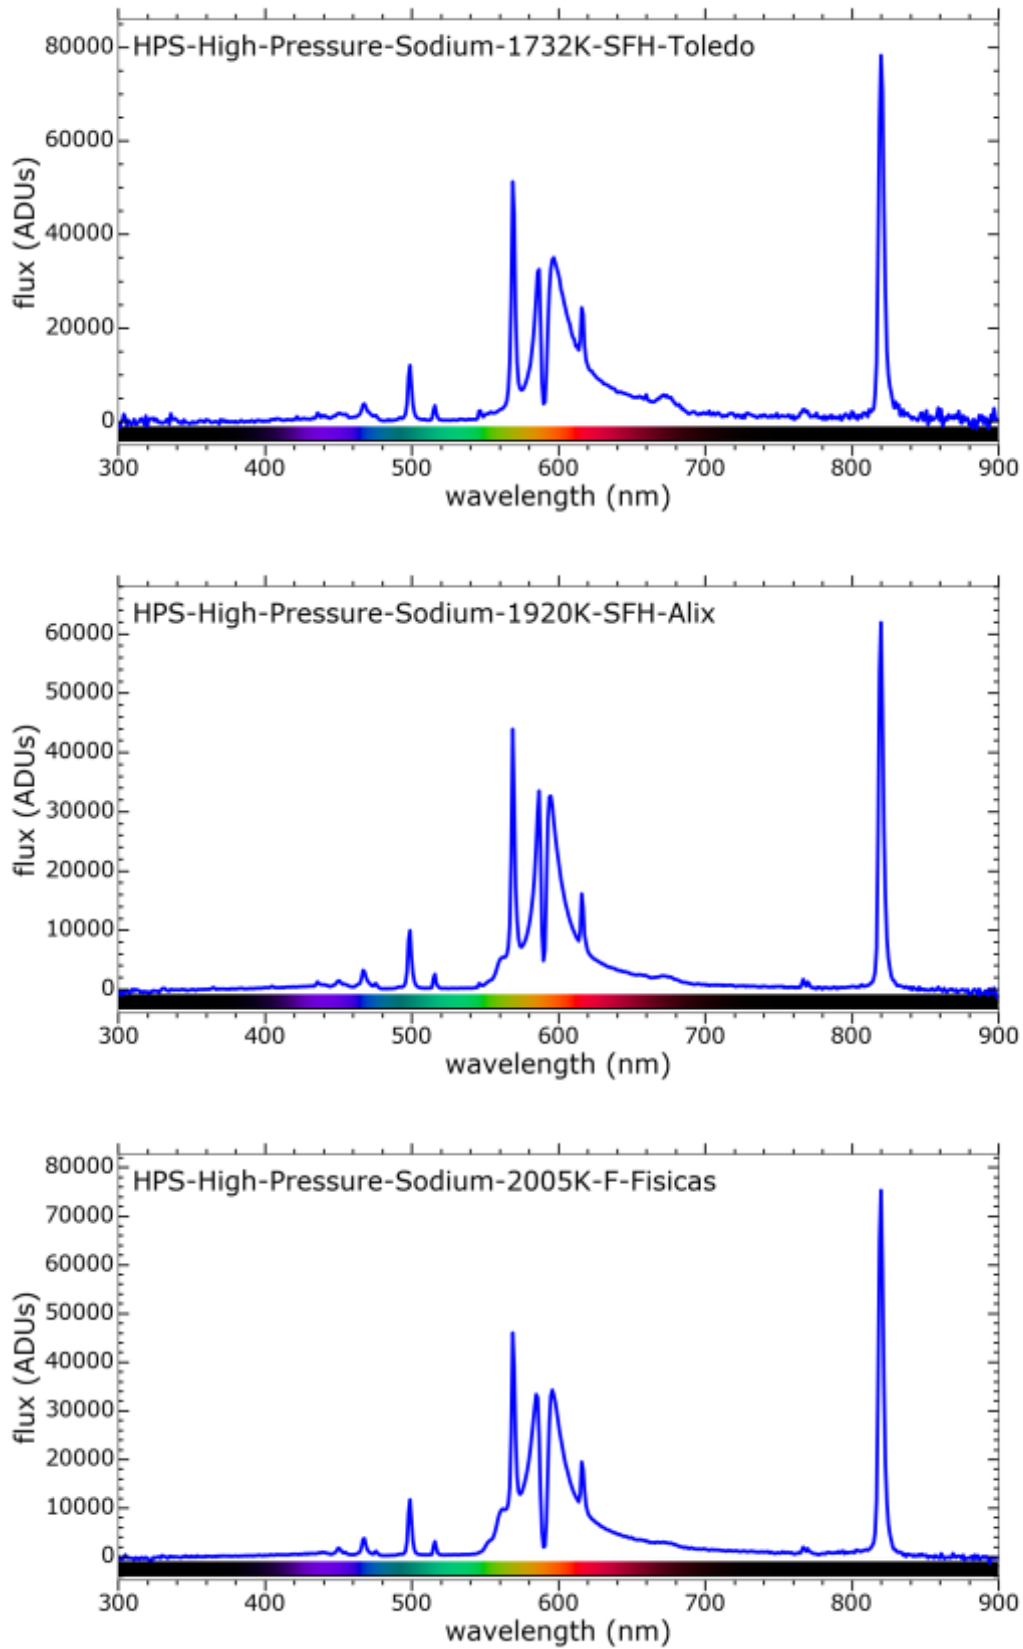 HPS-High-Pressure-Sodium-1732K-SFH-Toledo
80000
60000
40000
20000
0
flux (ADUs)
300 400 500 600 700 800 900
wavelength (nm)
HPS-High-Pressure-Sodium-1920K-SFH-Alix
60000
50000
40000
30000
20000
10000
0
flux (ADUs)
300 400 500 600 700 800 900
wavelength (nm)
HPS-High-Pressure-Sodium-2005K-F-Fisicas
80000
70000
60000
50000
40000
30000
20000
10000
0
flux (ADUs)
300 400 500 600 700 800 900
wavelength (nm)